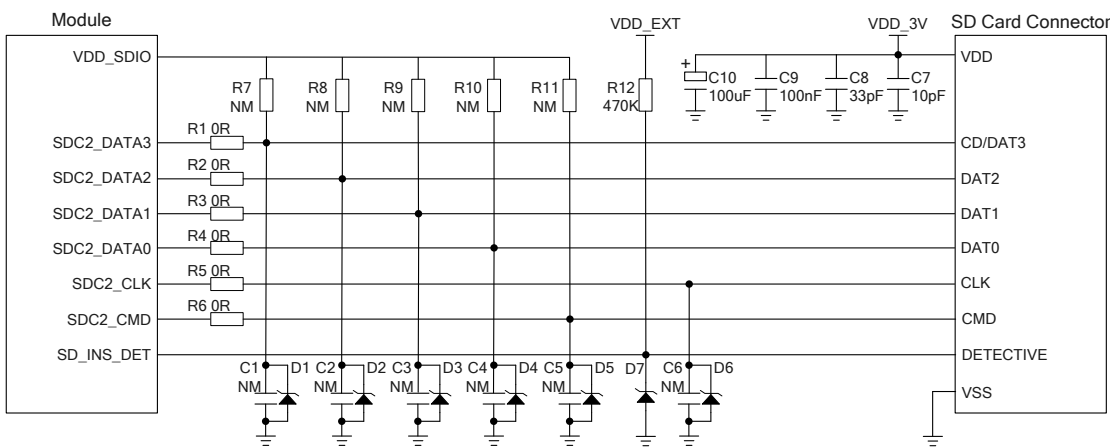 Module
VDD_EXT
VDD_3V
SD Card Connector
VDD_SDIO
R7
NM
R8
NM
R9
NM
R10
NM
R11
NM
R12
470K
+
C10
100uF
C9
100nF
C8
33pF
C7
10pF
VDD
SDC2_DATA3
R1 0R
CD/DAT3
SDC2_DATA2
R2 0R
DAT2
SDC2_DATA1
R3 0R
DAT1
SDC2_DATA0
R4 0R
DAT0
SDC2_CLK
R5 0R
CLK
SDC2_CMD
R6 0R
CMD
SD_INS_DET
DETECTIVE
C1
NM
D1
C2
NM
D2
C3
NM
D3
C4
NM
D4
C5
NM
D5
D7
C6
NM
D6
VSS